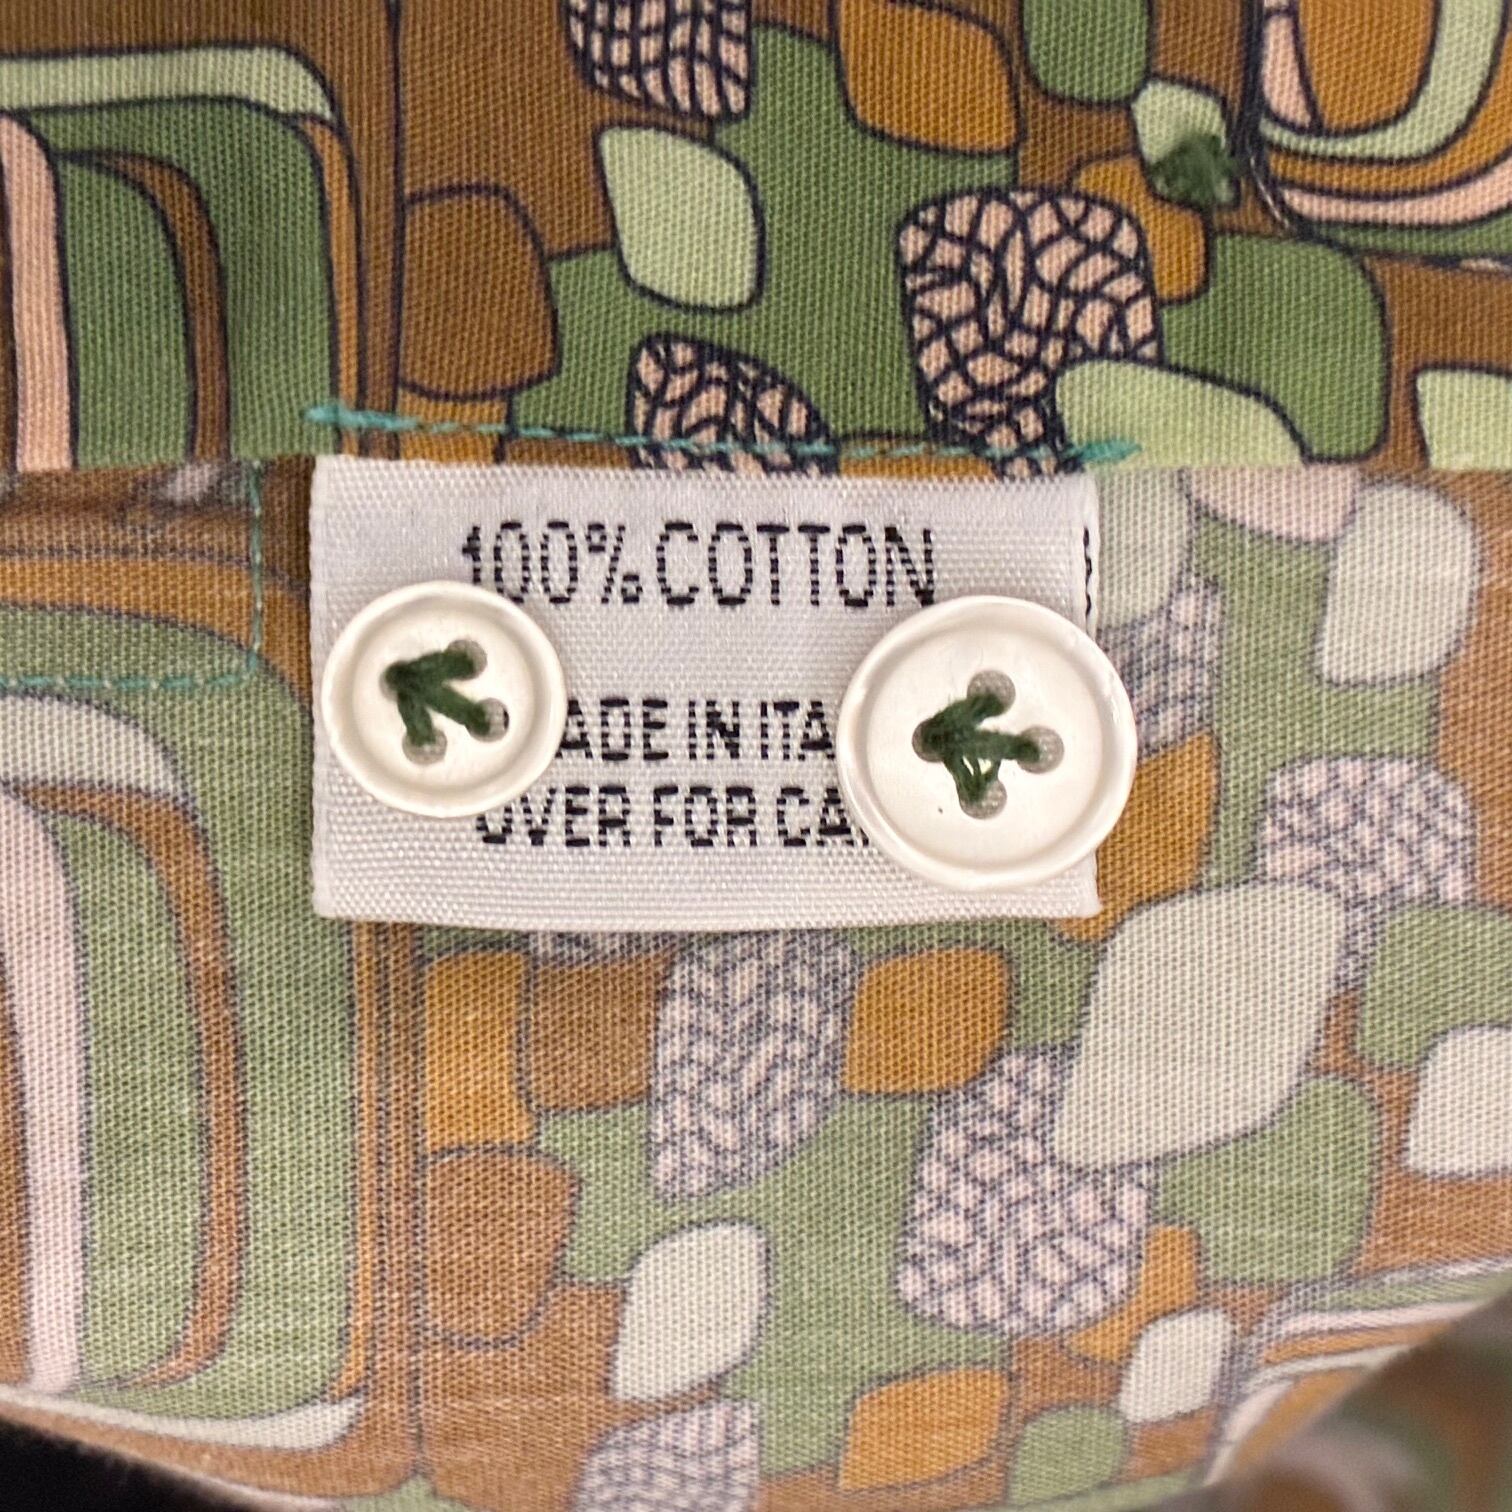 100% COTTON
ADE IN ITA
OVER FOR CA